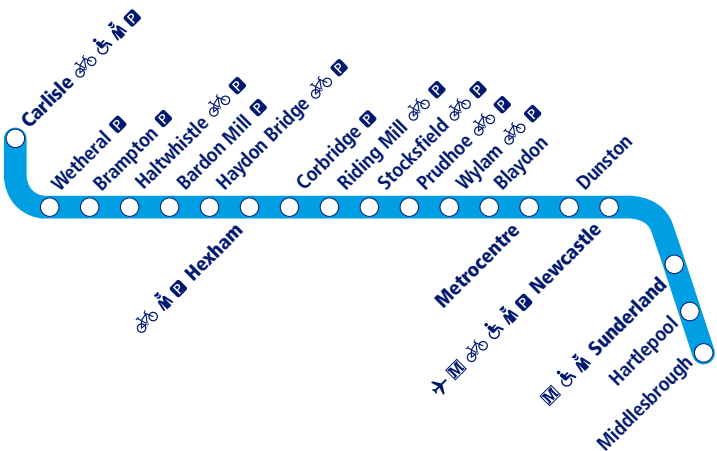 Carlisle P
Wetheral P
Brampton P
Haltwhistle P
Bardon Mill P
Haydon Bridge P
P Hexham
Corbridge P
Riding Mill P
Stocksfield P
Prudhoe P
Wylam P
Blaydon
Metrocentre
Dunston
M P Newcastle
M Sunderland
Hartlepool
Middlesbrough